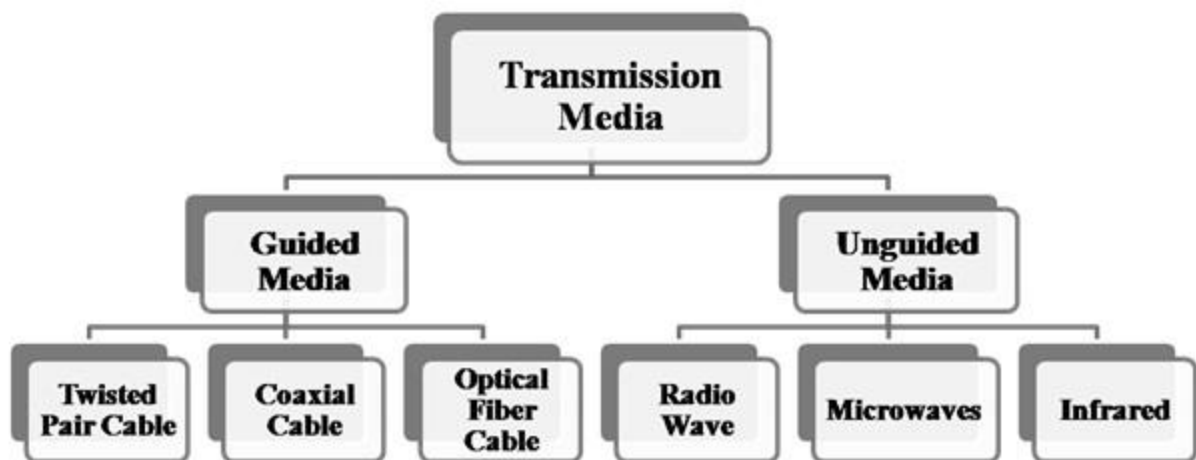 Transmission
Media
Guided
Media
Unguided
Media
Twisted
Pair Cable
Coaxial
Cable
Optical
Fiber
Cable
Radio
Wave
Microwaves
Infrared